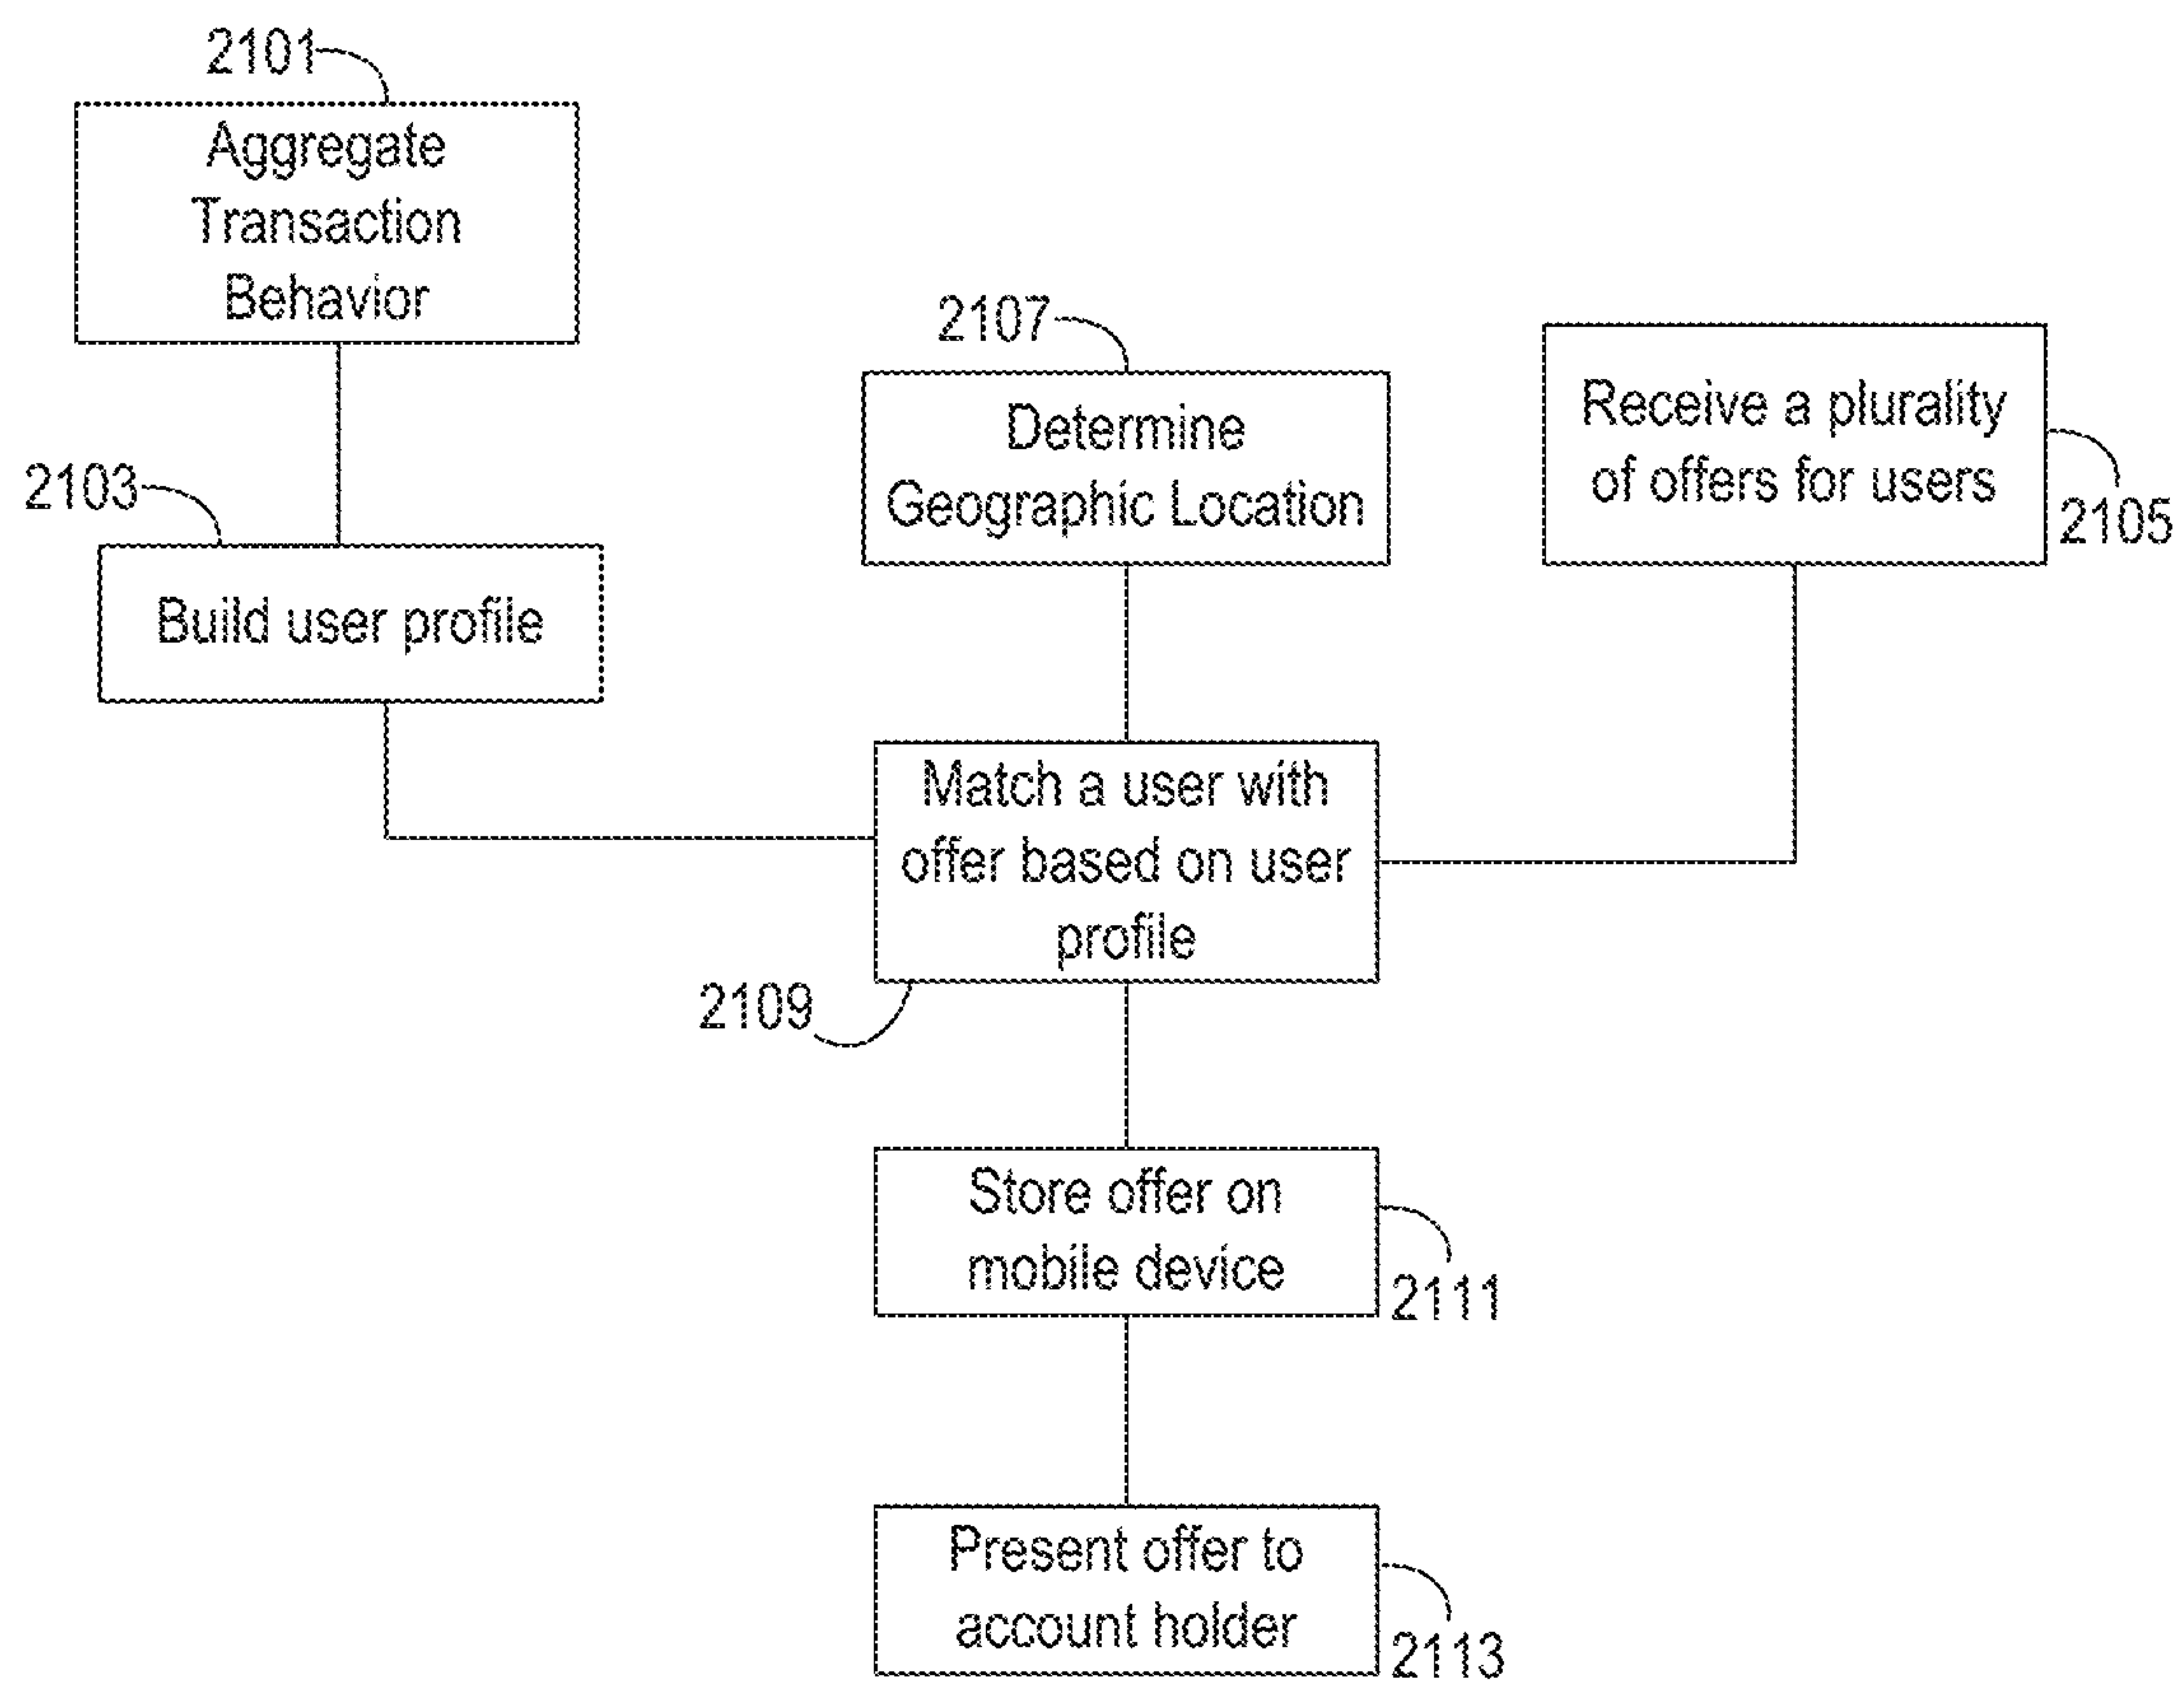 2101
Aggregate
Transaction
Behavior
2103
Build user profile
2107
Determine
Geographic Location
Receive a plurality
of offers for users
2105
Match a user with
offer based on user
profile
2109
Store offer on
mobile device
2111
Present offer to
account holder
2113